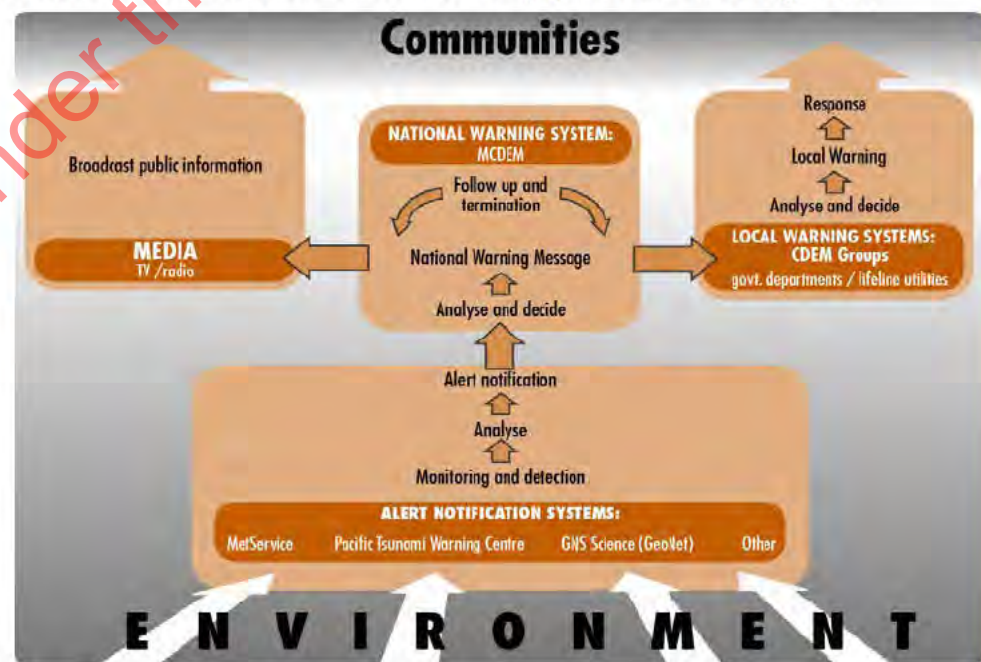 Communities
Broadcast public information
MEDIA
TV /radio
NATIONAL WARNING SYSTEM:
MCDEM
Follow up and
termination
National Warning Message
Analyse and decide
Response
Local Warning
Analyse and decide
LOCAL WARNING SYSTEMS:
CDEM Groups
govt. departments / lifeline utilities
Alert notification
Analyse
Monitoring and detection
ALERT NOTIFICATION SYSTEMS:
MetService Pacific Tsunami Warning Centre GNS Science (GeoNet) Other
ENVIRONMENT